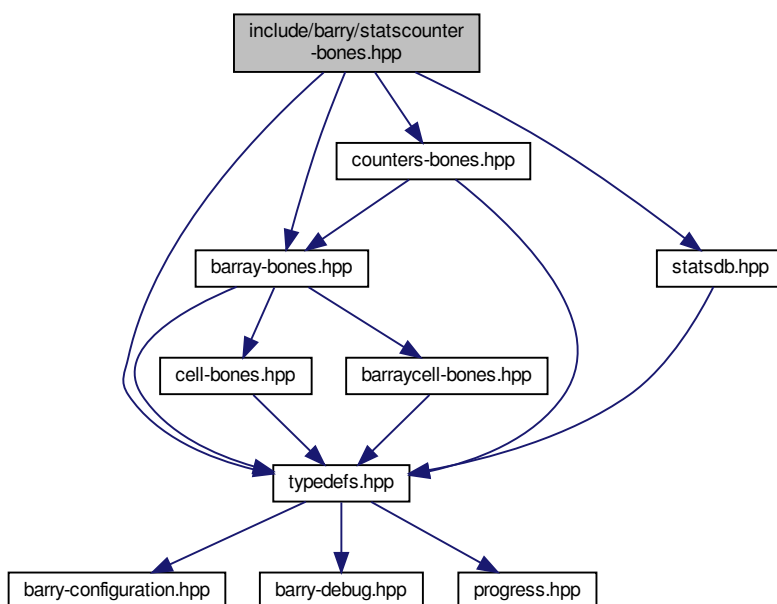 include/barry/statscounter
-bones.hpp
counters-bones.hpp
barray-bones.hpp
statsdb.hpp
cell-bones.hpp
barraycell-bones.hpp
typedefs.hpp
barry-configuration.hpp
barry-debug.hpp
progress.hpp